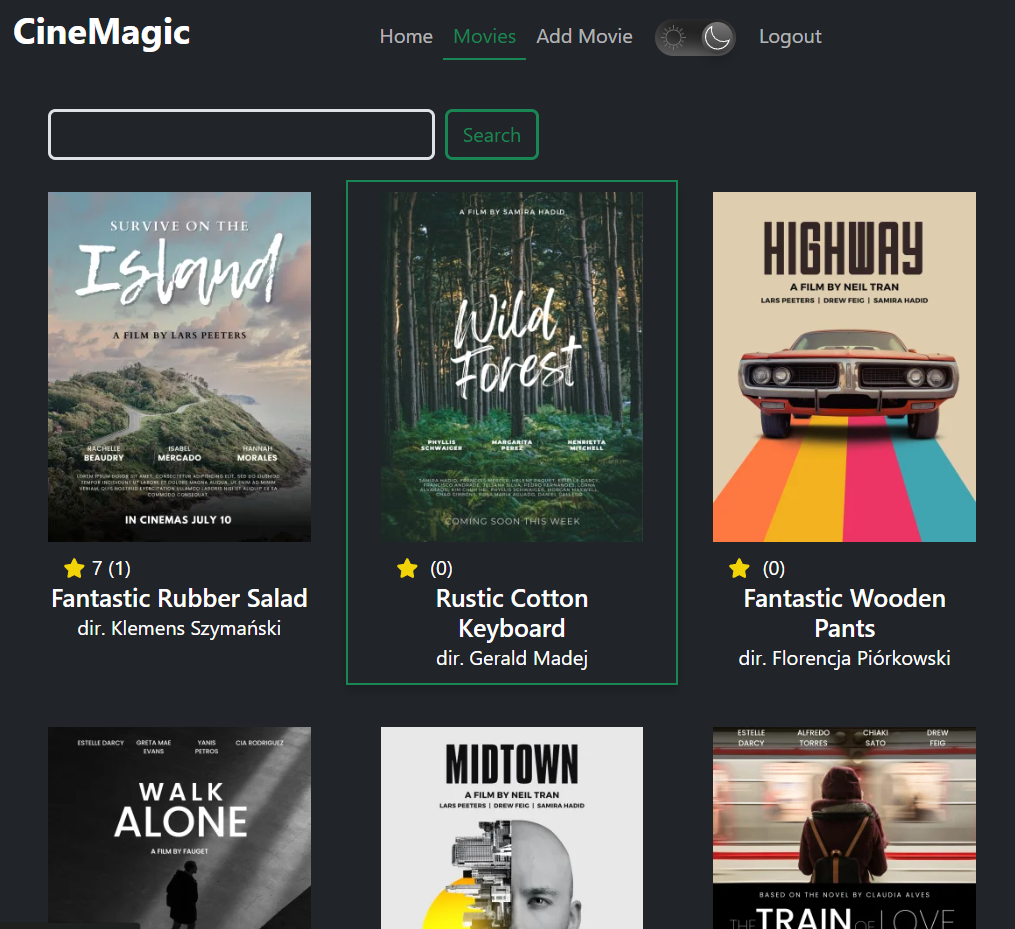 CineMagic
Home Movies Add Movie Logout
Search
SURVIVE ON THE
Island
A FILM BY LARS PEETERS
RACHELLE ISABEL HANNAH
BEAUDRY MERCADO MORALES
IN CINEMAS JULY 10
7 (1)
Fantastic Rubber Salad
dir. Klemens Szymański
A FILM BY SAMIRA HADID
Wild
Forest
PHYLLIS MARGARITA HENRIETTA
SCHWAIGER PEREZ MITCHELL
COMING SOON THIS WEEK
(0)
Rustic Cotton
Keyboard
dir. Gerald Madej
HIGHWAY
A FILM BY NEIL TRAN
LARS PEETERS | DREW FEIG | SAMIRA HADID
(0)
Fantastic Wooden
Pants
dir. Florencja Piórkowski
ESTELLE DARCY GRETA MAE YANIS CIA RODRIGUEZ
EVANS PETROS
WALK
ALONE
A FILM BY FAUGET
MIDTOWN
A FILM BY NEIL TRAN
LARS PEETERS | DREW FEIG | SAMIRA HADID
ESTELLE ALFREDO CHIAKI DREW
DARCY TORRES SATO FEIG
BASED ON THE NOVEL BY CLAUDIA ALVES
THE TRAIN OF LOVE